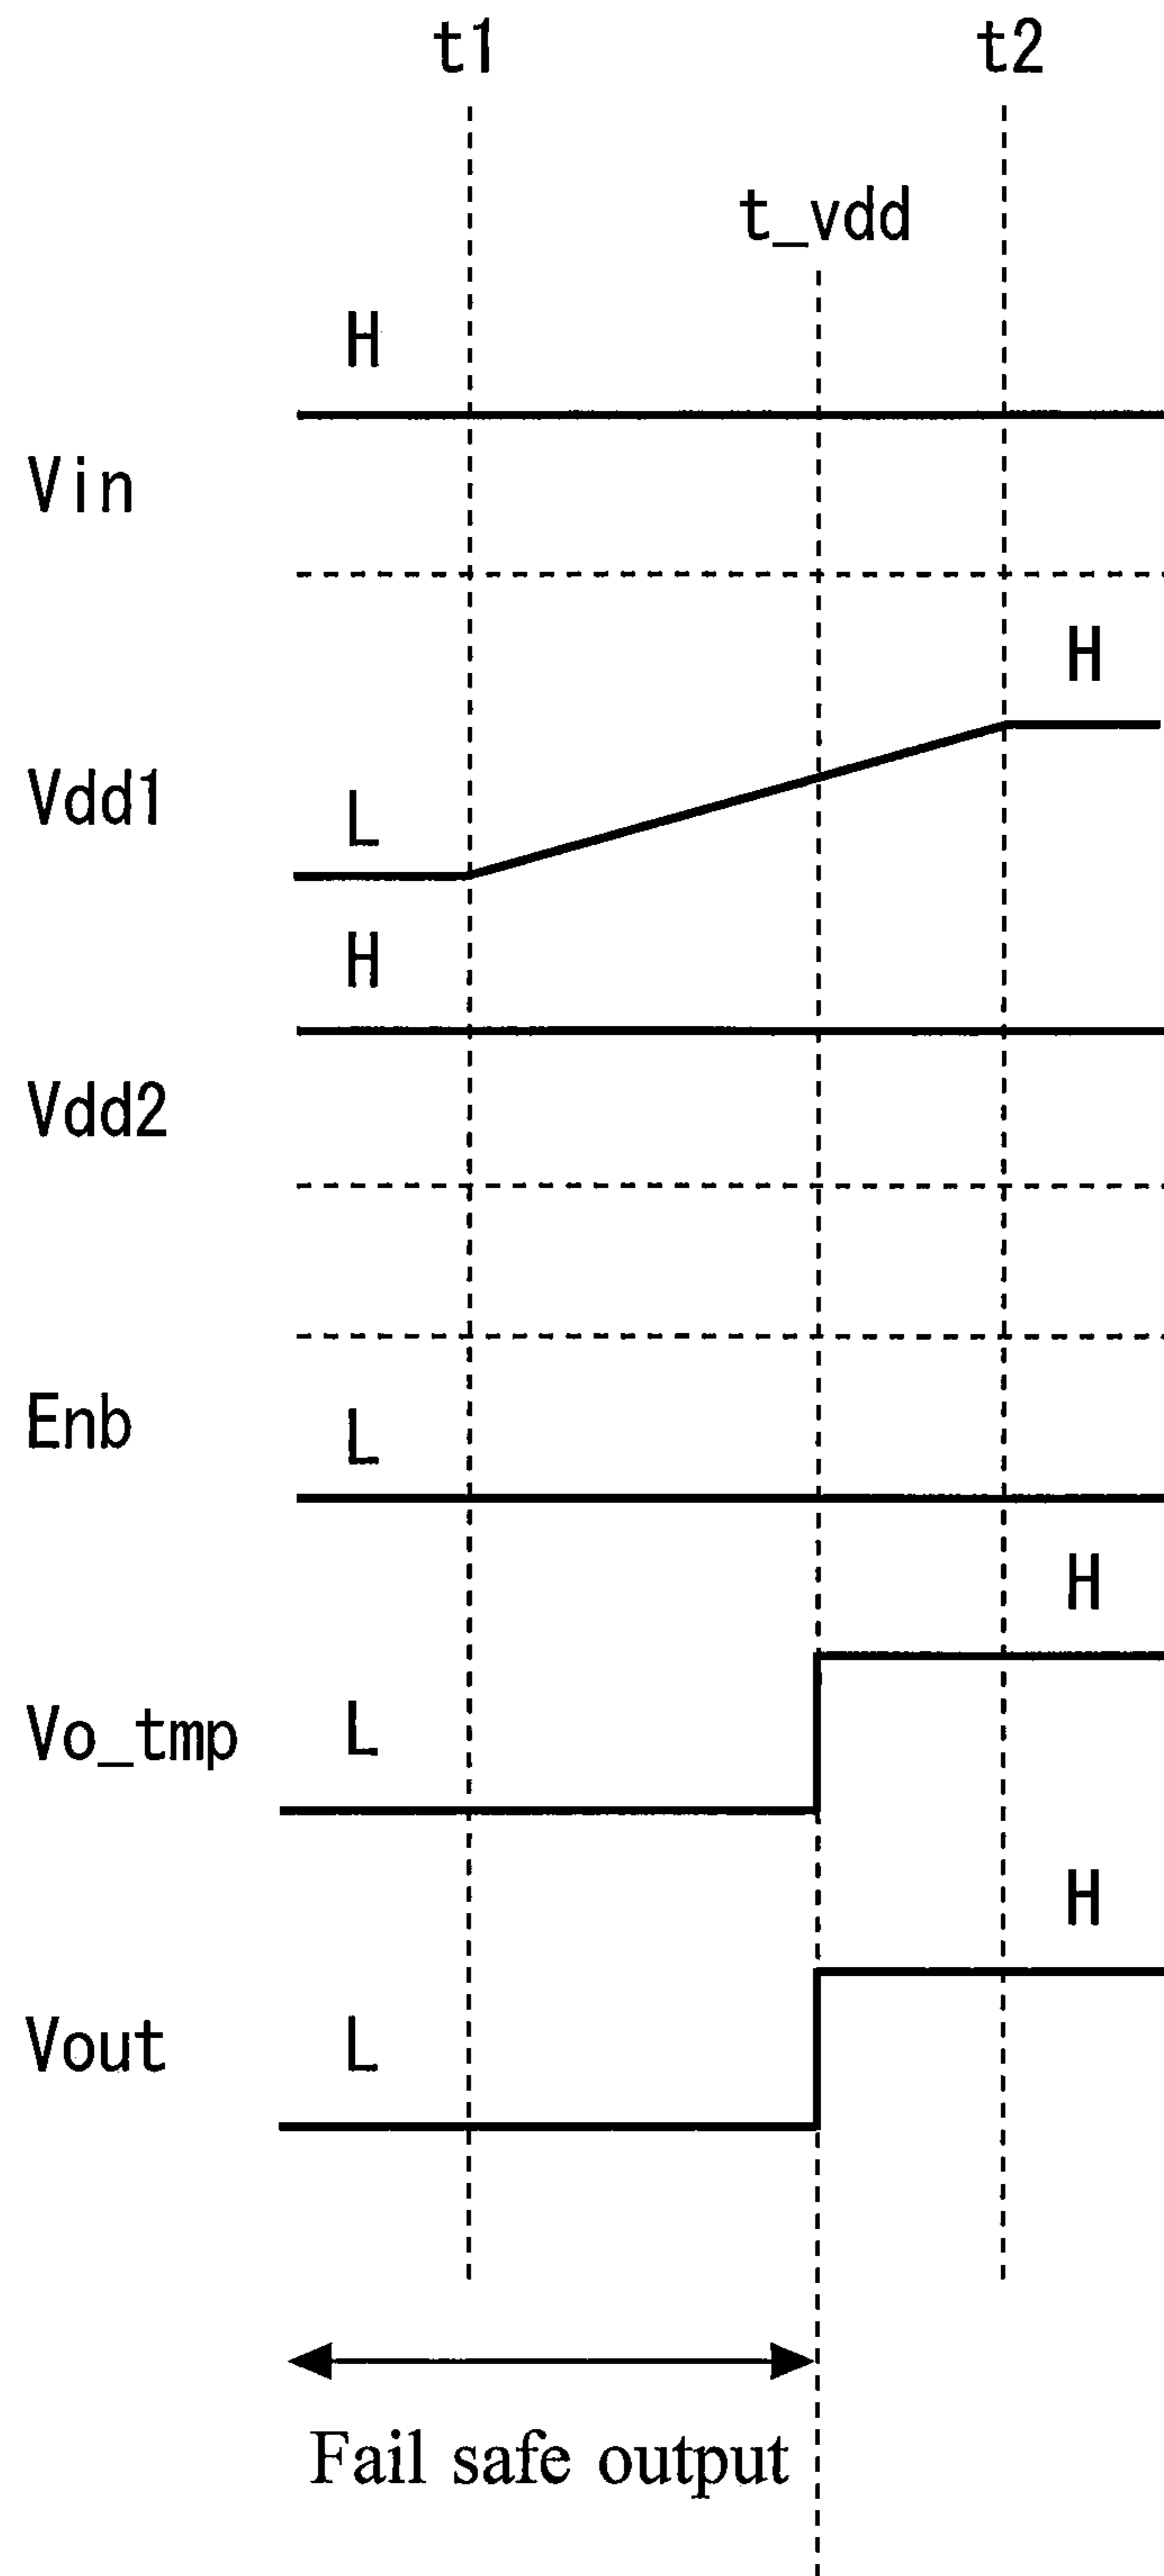 t1 t2
t_vdd
H
Vin
H
Vdd1 L
H
Vdd2
Enb L
H
Vo_tmp L
H
Vout L
Fail safe output